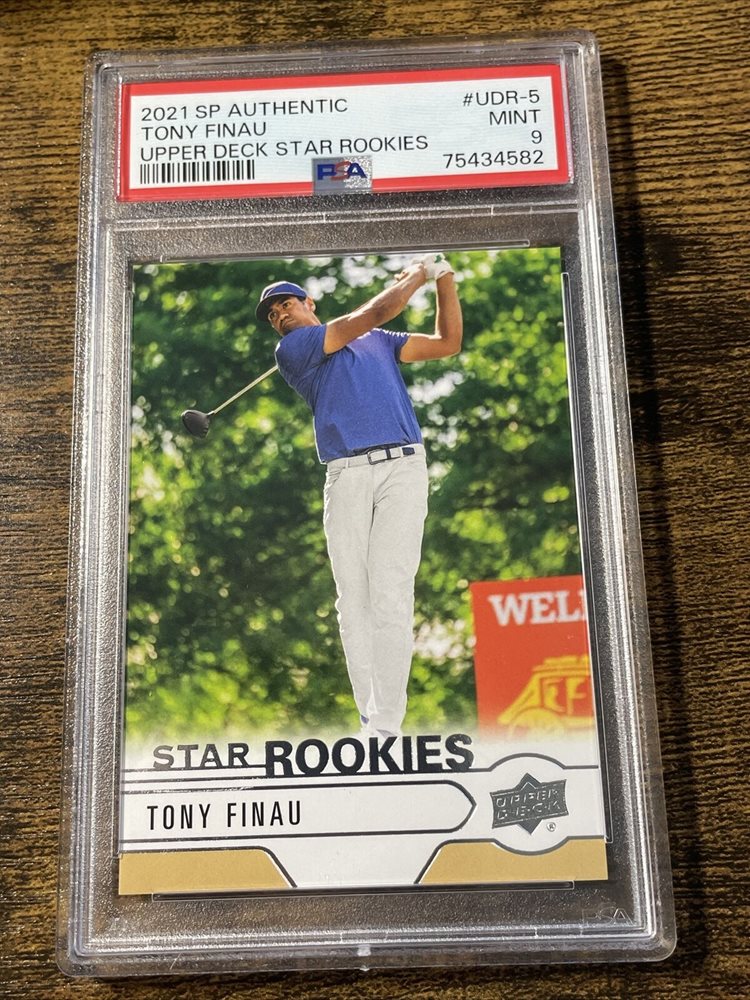 2021 SP AUTHENTIC #UDR-5
TONY FINAU MINT
UPPER DECK STAR ROOKIES 9
PSA 75434582
WEL
STAR ROOKIES
TONY FINAU
UPPER
DECK
®
PSA